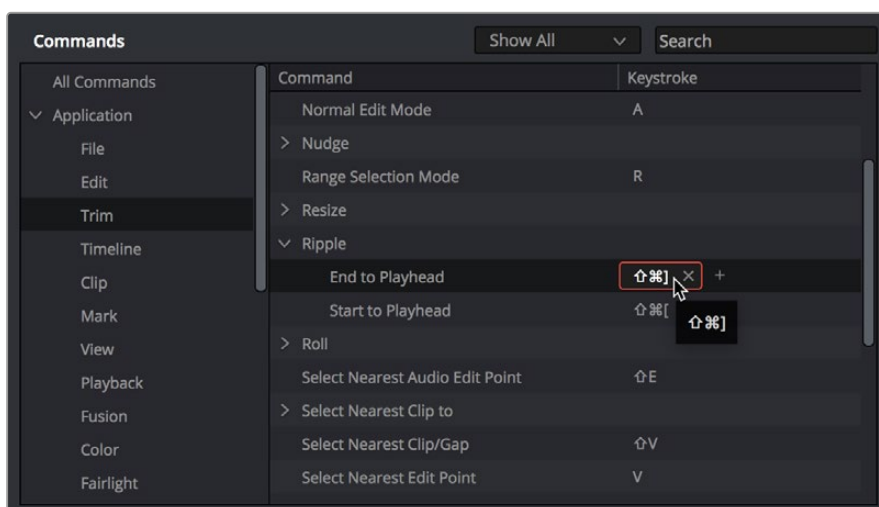 Commands
Show All
Search
All Commands
Application
File
Edit
Trim
Timeline
Clip
Mark
View
Playback
Fusion
Color
Fairlight
Command Keystroke
Normal Edit Mode A
Nudge
Range Selection Mode R
Resize
Ripple
End to Playhead ⇧⌘]
Start to Playhead ⇧⌘[
⇧⌘]
Roll
Select Nearest Audio Edit Point ⇧E
Select Nearest Clip to
Select Nearest Clip/Gap ⇧V
Select Nearest Edit Point V